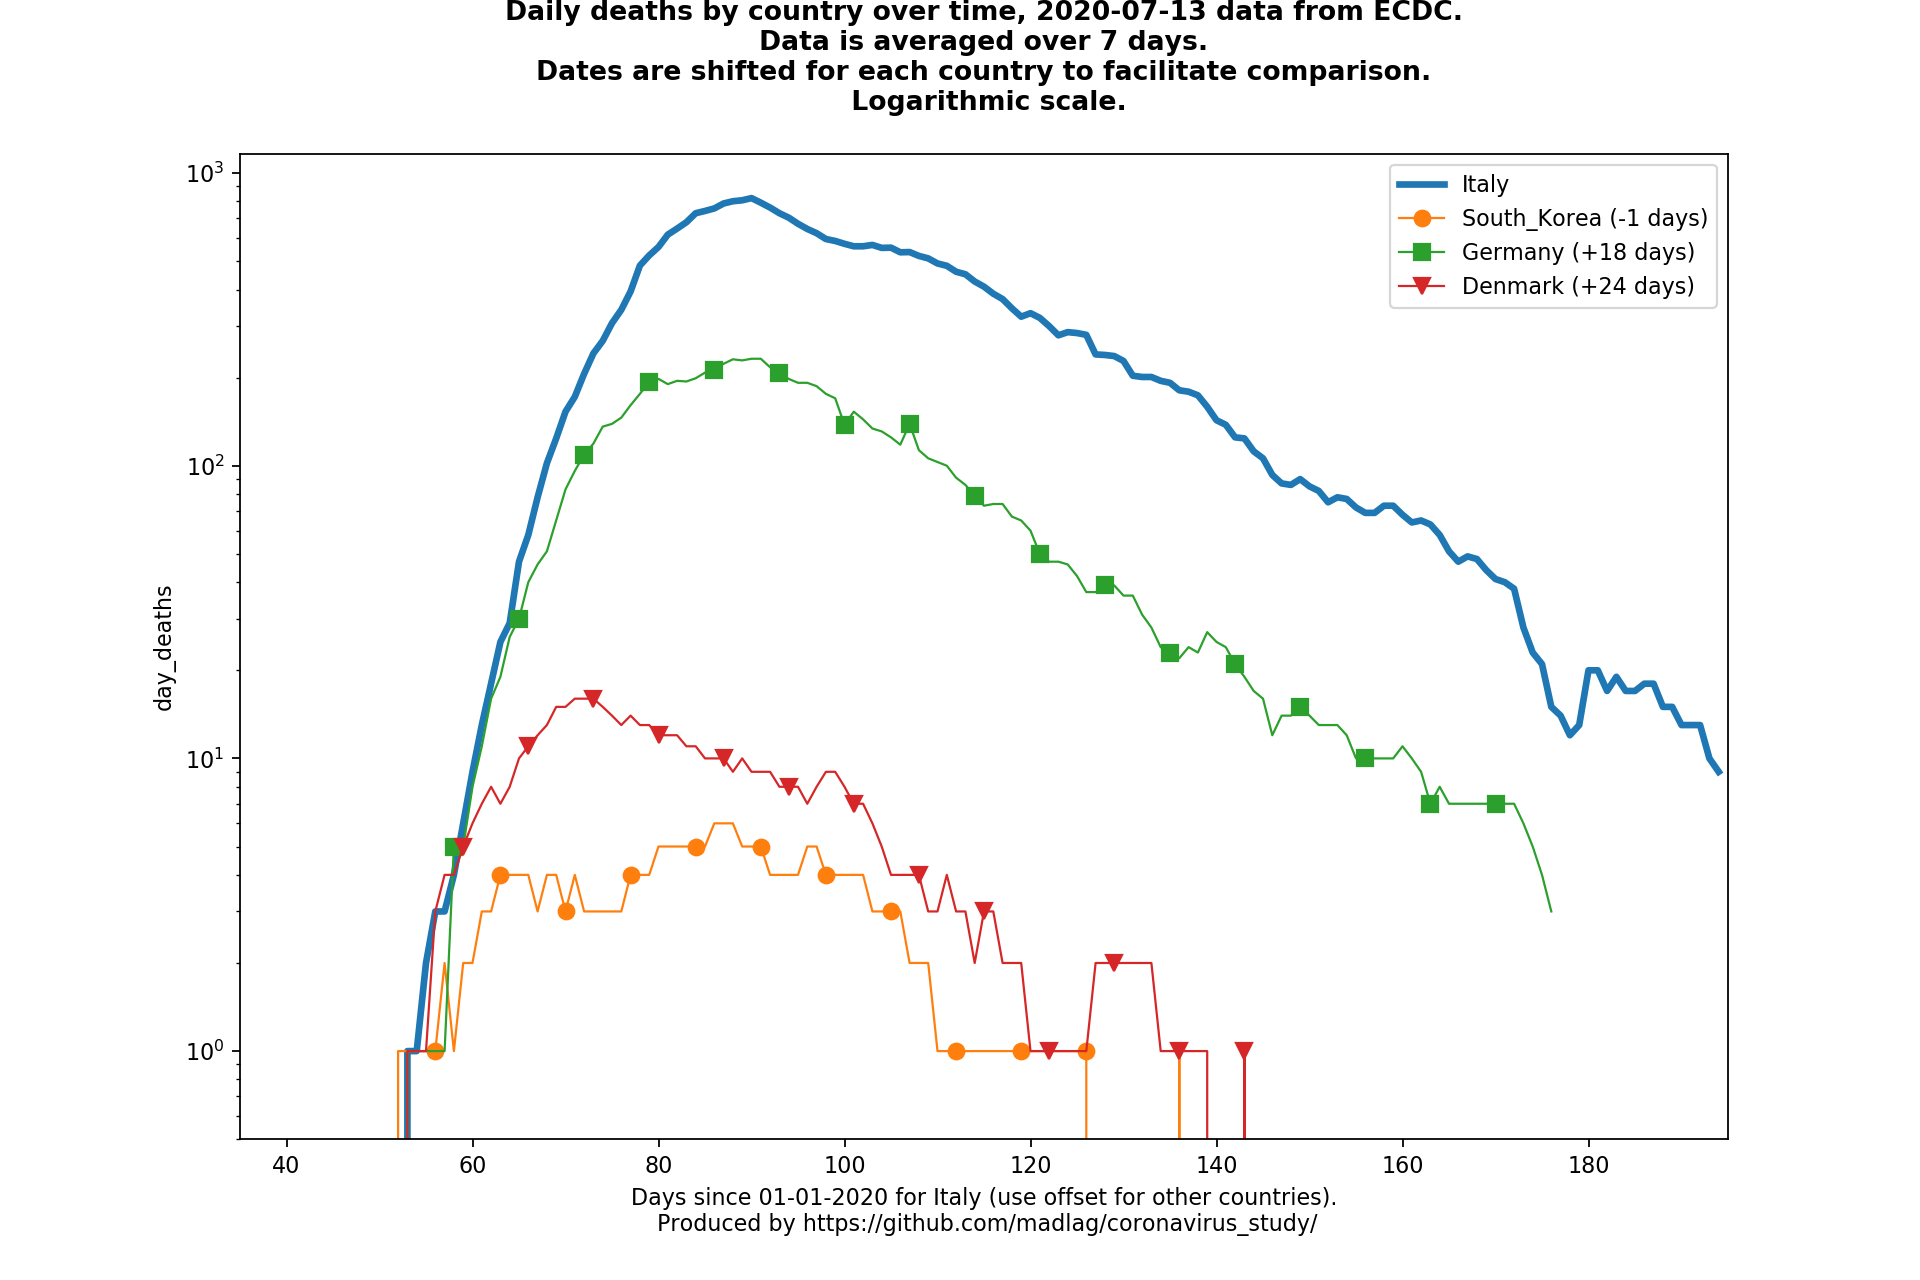 Daily deaths by country over time, 2020-07-13 data from ECDC.
Data is averaged over 7 days.
Dates are shifted for each country to facilitate comparison.
Logarithmic scale.
10³
10²
10¹
10⁰
day_deaths
Italy
South_Korea (-1 days)
Germany (+18 days)
Denmark (+24 days)
40 60 80 100 120 140 160 180
Days since 01-01-2020 for Italy (use offset for other countries).
Produced by https://github.com/madlag/coronavirus_study/